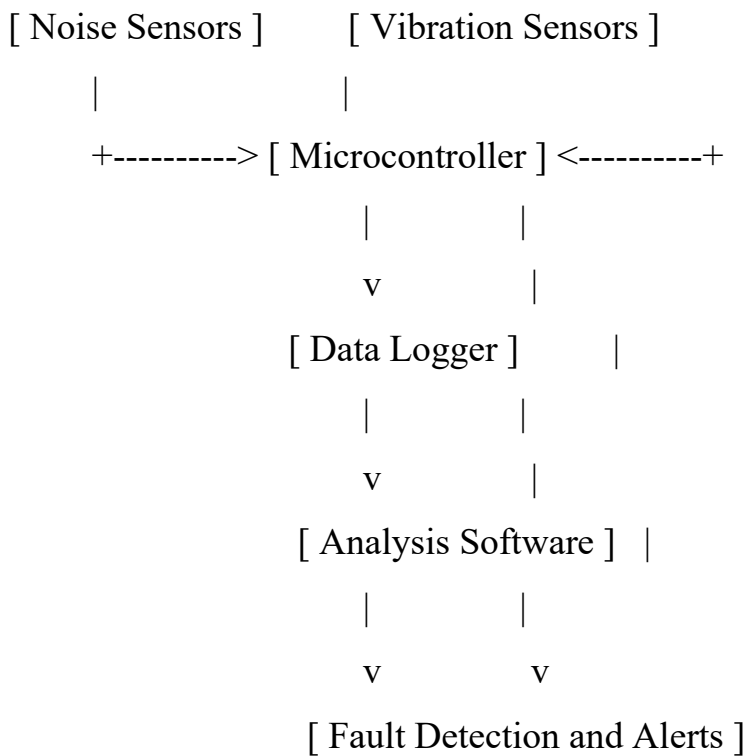 [ Noise Sensors ] [ Vibration Sensors ]
| |
+----------> [ Microcontroller ] <----------+
| |
v |
[ Data Logger ] |
| |
v |
[ Analysis Software ] |
| |
v v
[ Fault Detection and Alerts ]